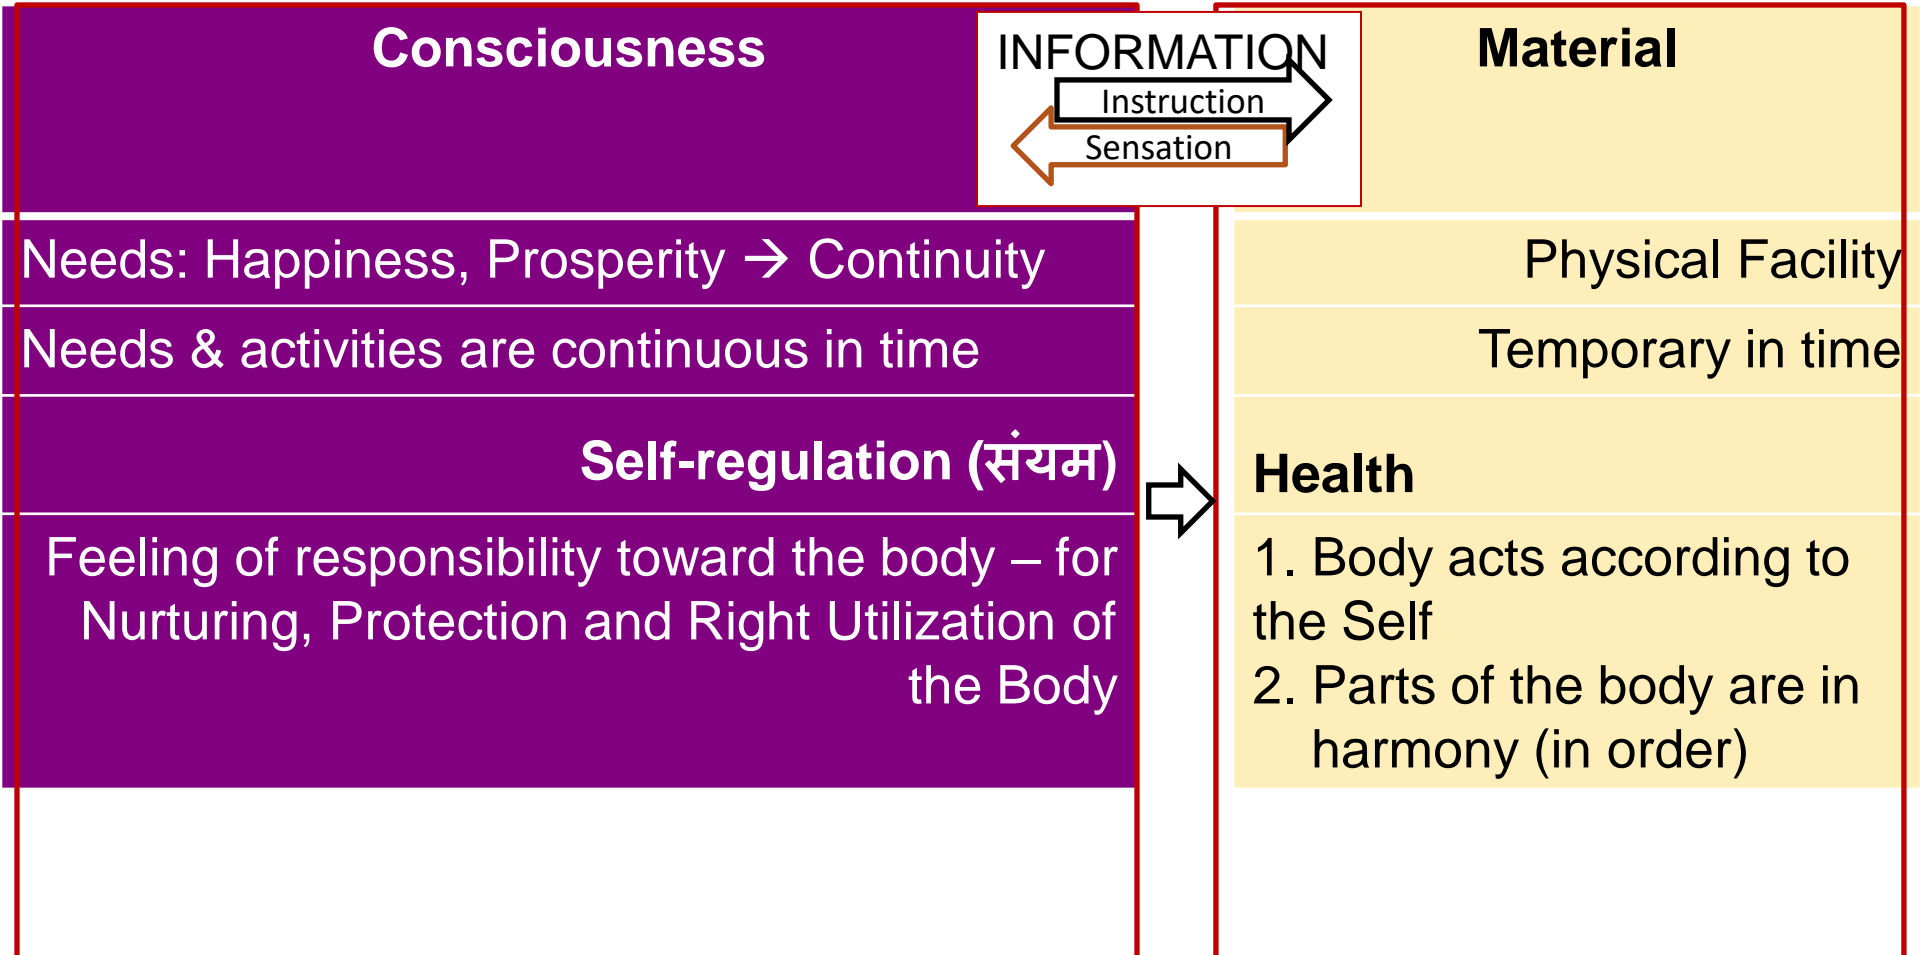 Consciousness
INFORMATION
Instruction
Sensation
Material
Needs: Happiness, Prosperity → Continuity
Physical Facility
Needs & activities are continuous in time
Temporary in time
Self-regulation (संयम)
Health
Feeling of responsibility toward the body – for
Nurturing, Protection and Right Utilization of
the Body
1. Body acts according to
the Self
2. Parts of the body are in
harmony (in order)